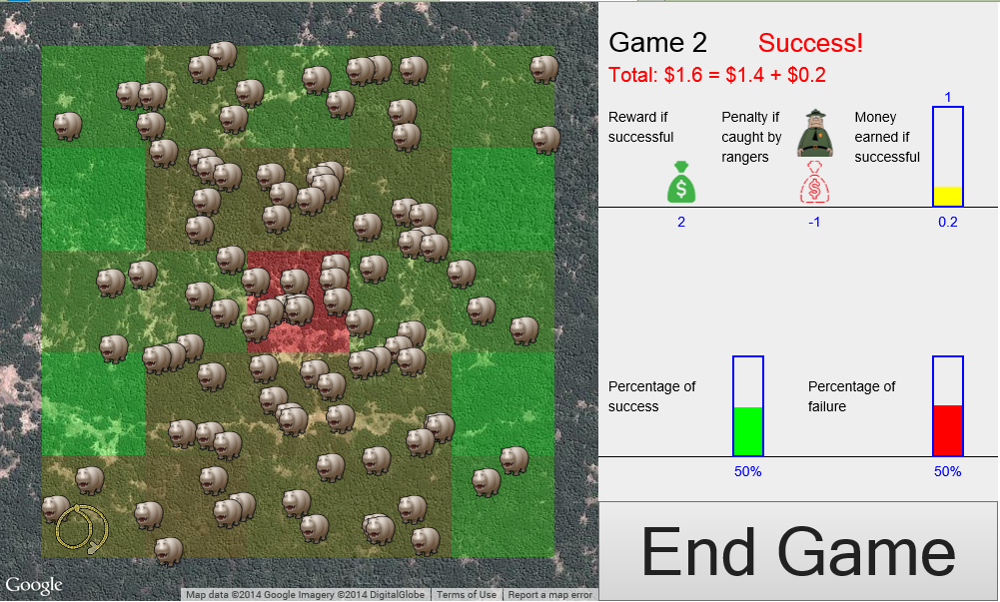 Game 2 Success!
Total: $1.6 = $1.4 + $0.2
1
Reward if
successful
$
2
Penalty if
caught by
rangers
$
-1
Money
earned if
successful
0.2
Percentage of
success
50%
Percentage of
failure
50%
End Game
Google
Map data ©2014 Google Imagery ©2014 DigitalGlobe
Terms of Use
Report a map error